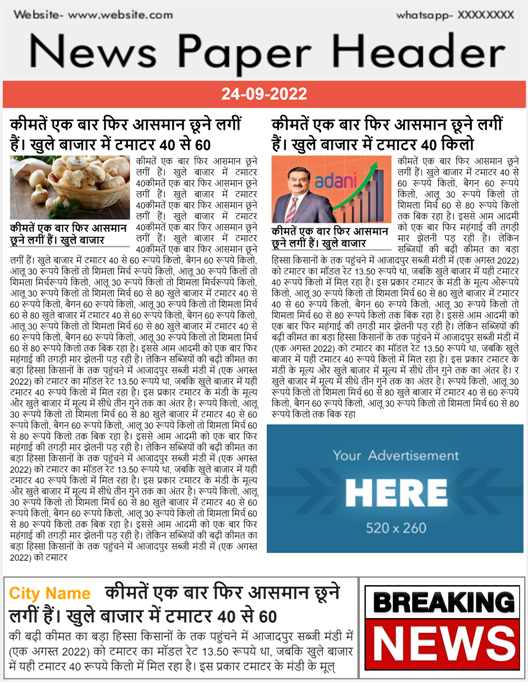 Website- www.website.com
whatsapp- XXXXXXXX
News Paper Header
24-09-2022
कीमतें एक बार फिर आसमान छूने लगीं
हैं। खुले बाजार में टमाटर 40 से 60
कीमतें एक बार फिर आसमान छूने
लगीं हैं। खुले बाजार में टमाटर
40कीमतें एक बार फिर आसमान छूने
लगीं हैं। खुले बाजार में टमाटर
40कीमतें एक बार फिर आसमान छूने
लगीं हैं। खुले बाजार में टमाटर
40कीमतें एक बार फिर आसमान छूने
लगीं हैं। खुले बाजार में टमाटर
40कीमतें एक बार फिर आसमान छूने
कीमतें एक बार फिर आसमान
छूने लगीं हैं। खुले बाजार
लगीं हैं। खुले बाजार में टमाटर 40 से 60 रूपये किलो, बेगन 60 रूपये किलो,
आलू 30 रूपये किलो तो शिमला मिर्च रूपये किलो, आलू 30 रूपये किलो तो
शिमला मिर्चरूपये किलो, आलू 30 रूपये किलो तो शिमला मिर्चरूपये किलो,
आलू 30 रूपये किलो तो शिमला मिर्च 60 से 80 खुले बाजार में टमाटर 40 से
60 रूपये किलो, बेगन 60 रूपये किलो, आलू 30 रूपये किलो तो शिमला मिर्च
60 से 80 खुले बाजार में टमाटर 40 से 60 रूपये किलो, बेगन 60 रूपये किलो,
आलू 30 रूपये किलो तो शिमला मिर्च 60 से 80 खुले बाजार में टमाटर 40 से
60 रूपये किलो, बेगन 60 रूपये किलो, आलू 30 रूपये किलो तो शिमला मिर्च
60 से 80 रूपये किलो तक बिक रहा है। इससे आम आदमी को एक बार फिर
महंगाई की तगड़ी मार झेलनी पड़ रही है। लेकिन सब्जियों की बढ़ी कीमत का
बड़ा हिस्सा किसानों के तक पहुंचने में आजादपुर सब्जी मंडी में (एक अगस्त
2022) को टमाटर का मॉडल रेट 13.50 रूपये था, जबकि खुले बाजार में यही
टमाटर 40 रूपये किलो में मिल रहा है। इस प्रकार टमाटर के मंडी के मूल्य
और खुले बाजार में मूल्य में सीधे तीन गुने तक का अंतर है। रूपये किलो, आलू
30 रूपये किलो तो शिमला मिर्च 60 से 80 खुले बाजार में टमाटर 40 से 60
रूपये किलो, बेगन 60 रूपये किलो, आलू 30 रूपये किलो तो शिमला मिर्च 60
से 80 रूपये किलो तक बिक रहा है। इससे आम आदमी को एक बार फिर
महंगाई की तगड़ी मार झेलनी पड़ रही है। लेकिन सब्जियों की बढ़ी कीमत का
बड़ा हिस्सा किसानों के तक पहुंचने में आजादपुर सब्जी मंडी में (एक अगस्त
2022) को टमाटर का मॉडल रेट 13.50 रूपये था, जबकि खुले बाजार में यही
टमाटर 40 रूपये किलो में मिल रहा है। इस प्रकार टमाटर के मंडी के मूल्य
और खुले बाजार में मूल्य में सीधे तीन गुने तक का अंतर है। रूपये किलो, आलू
30 रूपये किलो तो शिमला मिर्च 60 से 80 खुले बाजार में टमाटर 40 से 60
रूपये किलो, बेगन 60 रूपये किलो, आलू 30 रूपये किलो तो शिमला मिर्च 60
से 80 रूपये किलो तक बिक रहा है। इससे आम आदमी को एक बार फिर
महंगाई की तगड़ी मार झेलनी पड़ रही है। लेकिन सब्जियों की बढ़ी कीमत का
बड़ा हिस्सा किसानों के तक पहुंचने में आजादपुर सब्जी मंडी में (एक अगस्त
2022) को टमाटर
कीमतें एक बार फिर आसमान छूने लगीं
हैं। खुले बाजार में टमाटर 40 किलो
adani
कीमतें एक बार फिर आसमान छूने
लगीं हैं। खुले बाजार में टमाटर 40 से
60 रूपये किलो, बेगन 60 रूपये
किलो, आलू 30 रूपये किलो तो
शिमला मिर्च 60 से 80 रूपये किलो
तक बिक रहा है। इससे आम आदमी
को एक बार फिर महंगाई की तगड़ी
मार झेलनी पड़ रही है। लेकिन
सब्जियों की बढ़ी कीमत का बड़ा
कीमतें एक बार फिर आसमान
छूने लगीं हैं। खुले बाजार
हिस्सा किसानों के तक पहुंचने में आजादपुर सब्जी मंडी में (एक अगस्त 2022)
को टमाटर का मॉडल रेट 13.50 रूपये था, जबकि खुले बाजार में यही टमाटर 40
रूपये किलो में मिल रहा है। इस प्रकार टमाटर के मंडी के मूल्य ओरूपये
किलो, आलू 30 रूपये किलो तो शिमला मिर्च 60 से 80 खुले बाजार में टमाटर
40 से 60 रूपये किलो, बेगन 60 रूपये किलो, आलू 30 रूपये किलो तो
शिमला मिर्च 60 से 80 रूपये किलो तक बिक रहा है। इससे आम आदमी को
एक बार फिर महंगाई की तगड़ी मार झेलनी पड़ रही है। लेकिन सब्जियों की
बढ़ी कीमत का बड़ा हिस्सा किसानों के तक पहुंचने में आजादपुर सब्जी मंडी में
(एक अगस्त 2022) को टमाटर का मॉडल रेट 13.50 रूपये था, जबकि खुले
बाजार में यही टमाटर 40 रूपये किलो में मिल रहा है। इस प्रकार टमाटर के
मंडी के मूल्य और खुले बाजार में मूल्य में सीधे तीन गुने तक का अंतर है। र
खुले बाजार में मूल्य में सीधे तीन गुने तक का अंतर है। रूपये किलो, आलू 30
रूपये किलो तो शिमला मिर्च 60 से 80 खुले बाजार में टमाटर 40 से 60 रूपये
किलो, बेगन 60 रूपये किलो, आलू 30 रूपये किलो तो शिमला मिर्च 60 से 80
रूपये किलो तक बिक रहा
Your Advertisement
HERE
520 x 260
City Name कीमतें एक बार फिर आसमान छूने
लगीं हैं। खुले बाजार में टमाटर 40 से 60
की बढ़ी कीमत का बड़ा हिस्सा किसानों के तक पहुंचने में आजादपुर सब्जी मंडी में
(एक अगस्त 2022) को टमाटर का मॉडल रेट 13.50 रूपये था, जबकि खुले बाजार
में यही टमाटर 40 रूपये किलो में मिल रहा है। इस प्रकार टमाटर के मंडी के मूल्
BREAKING
NEWS